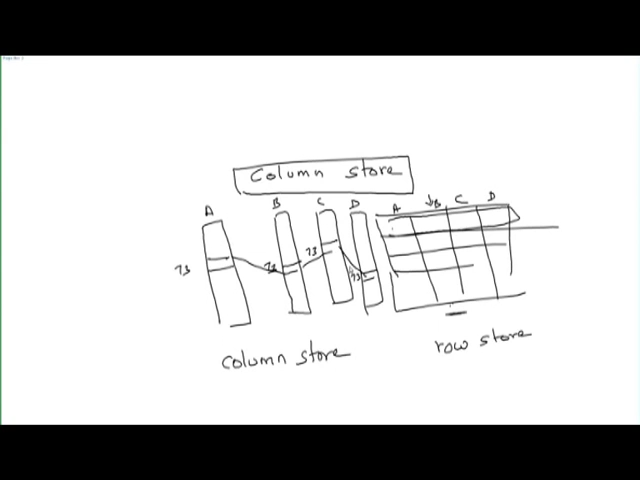 Column store
A B C D A B C D
73 73 73 73
column store row store